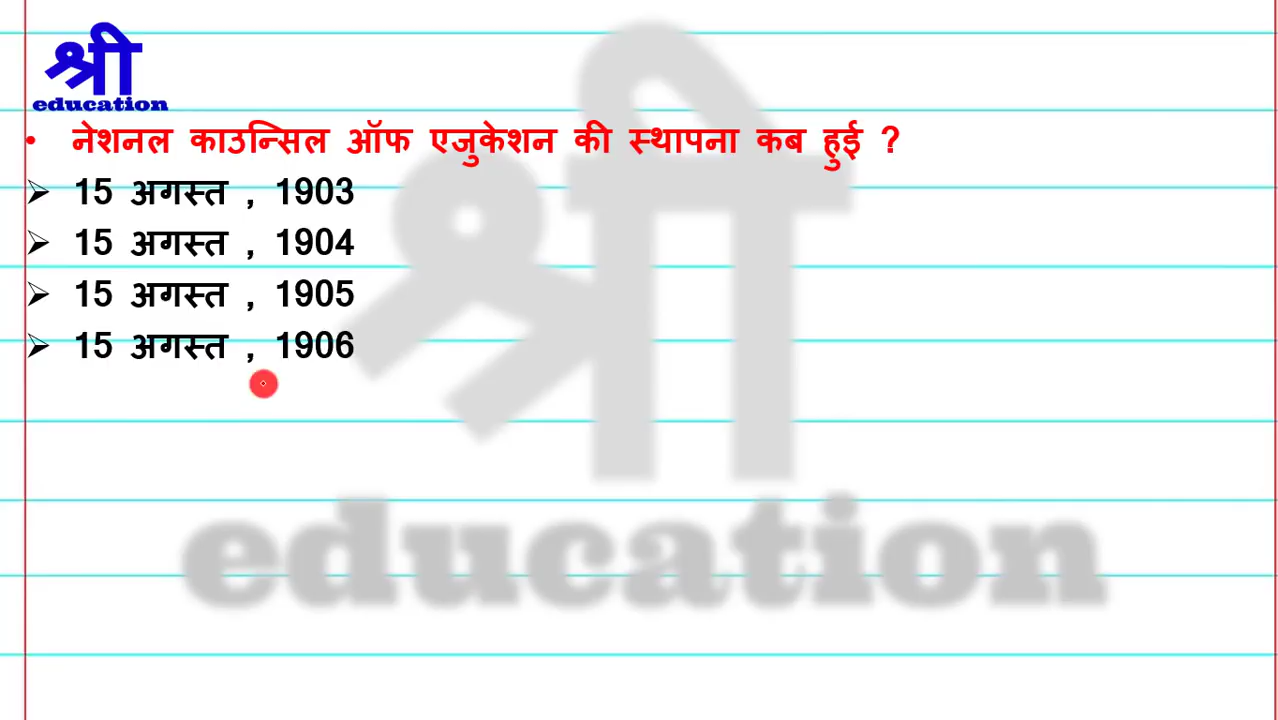 श्री
education
• नेशनल काउन्सिल ऑफ एजुकेशन की स्थापना कब हुई ?
➢ 15 अगस्त , 1903
➢ 15 अगस्त , 1904
➢ 15 अगस्त , 1905
➢ 15 अगस्त , 1906
श्री
education